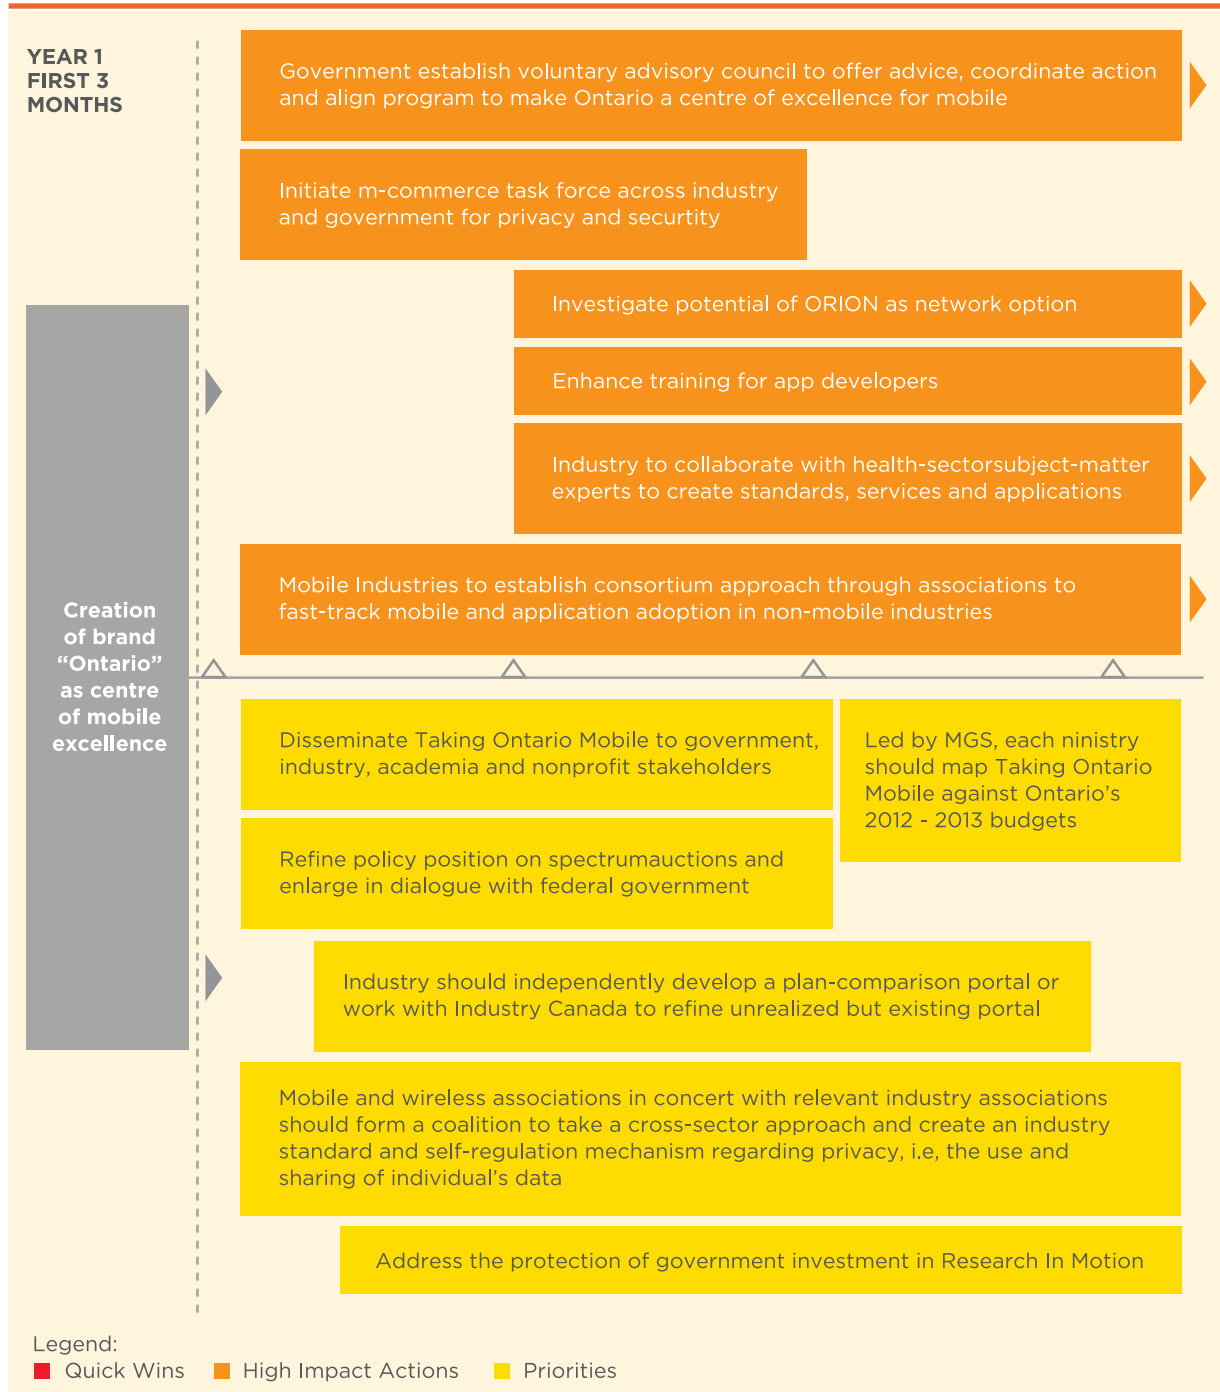 YEAR 1
FIRST 3
MONTHS
Government establish voluntary advisory council to offer advice, coordinate action
and align program to make Ontario a centre of excellence for mobile
Initiate m-commerce task force across industry
and government for privacy and securtity
Investigate potential of ORION as network option
Enhance training for app developers
Industry to collaborate with health-sectorsubject-matter
experts to create standards, services and applications
Mobile Industries to establish consortium approach through associations to
fast-track mobile and application adoption in non-mobile industries
Creation
of brand
“Ontario”
as centre
of mobile
excellence
Disseminate Taking Ontario Mobile to government,
industry, academia and nonprofit stakeholders
Led by MGS, each ninistry
should map Taking Ontario
Mobile against Ontario’s
2012 - 2013 budgets
Refine policy position on spectrumauctions and
enlarge in dialogue with federal government
Industry should independently develop a plan-comparison portal or
work with Industry Canada to refine unrealized but existing portal
Mobile and wireless associations in concert with relevant industry associations
should form a coalition to take a cross-sector approach and create an industry
standard and self-regulation mechanism regarding privacy, i.e, the use and
sharing of individual’s data
Address the protection of government investment in Research In Motion
Legend:
Quick Wins
High Impact Actions
Priorities